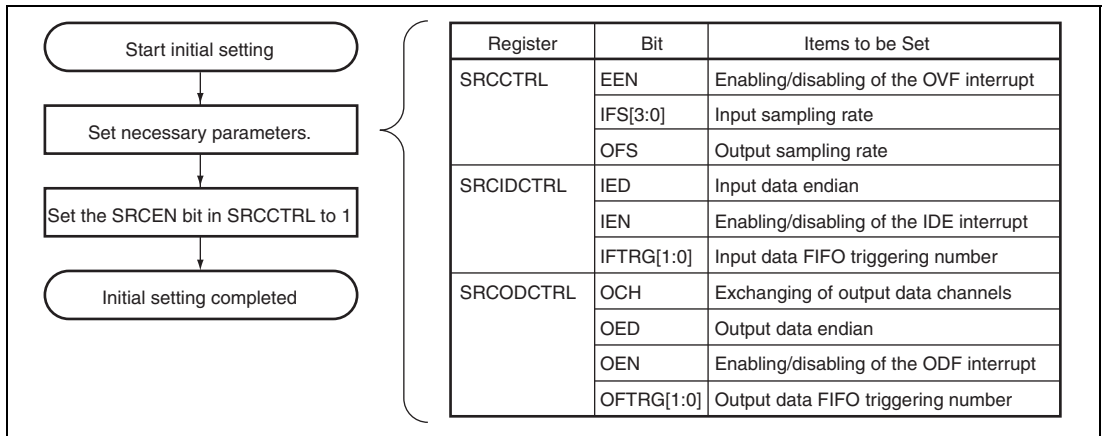 Start initial setting
Set necessary parameters.
Set the SRCEN bit in SRCCTRL to 1
Initial setting completed
Register Bit Items to be Set
SRCCTRL EEN Enabling/disabling of the OVF interrupt
IFS[3:0] Input sampling rate
OFS Output sampling rate
SRCIDCTRL IED Input data endian
IEN Enabling/disabling of the IDE interrupt
IFTRG[1:0] Input data FIFO triggering number
SRCODCTRL OCH Exchanging of output data channels
OED Output data endian
OEN Enabling/disabling of the ODF interrupt
OFTRG[1:0] Output data FIFO triggering number